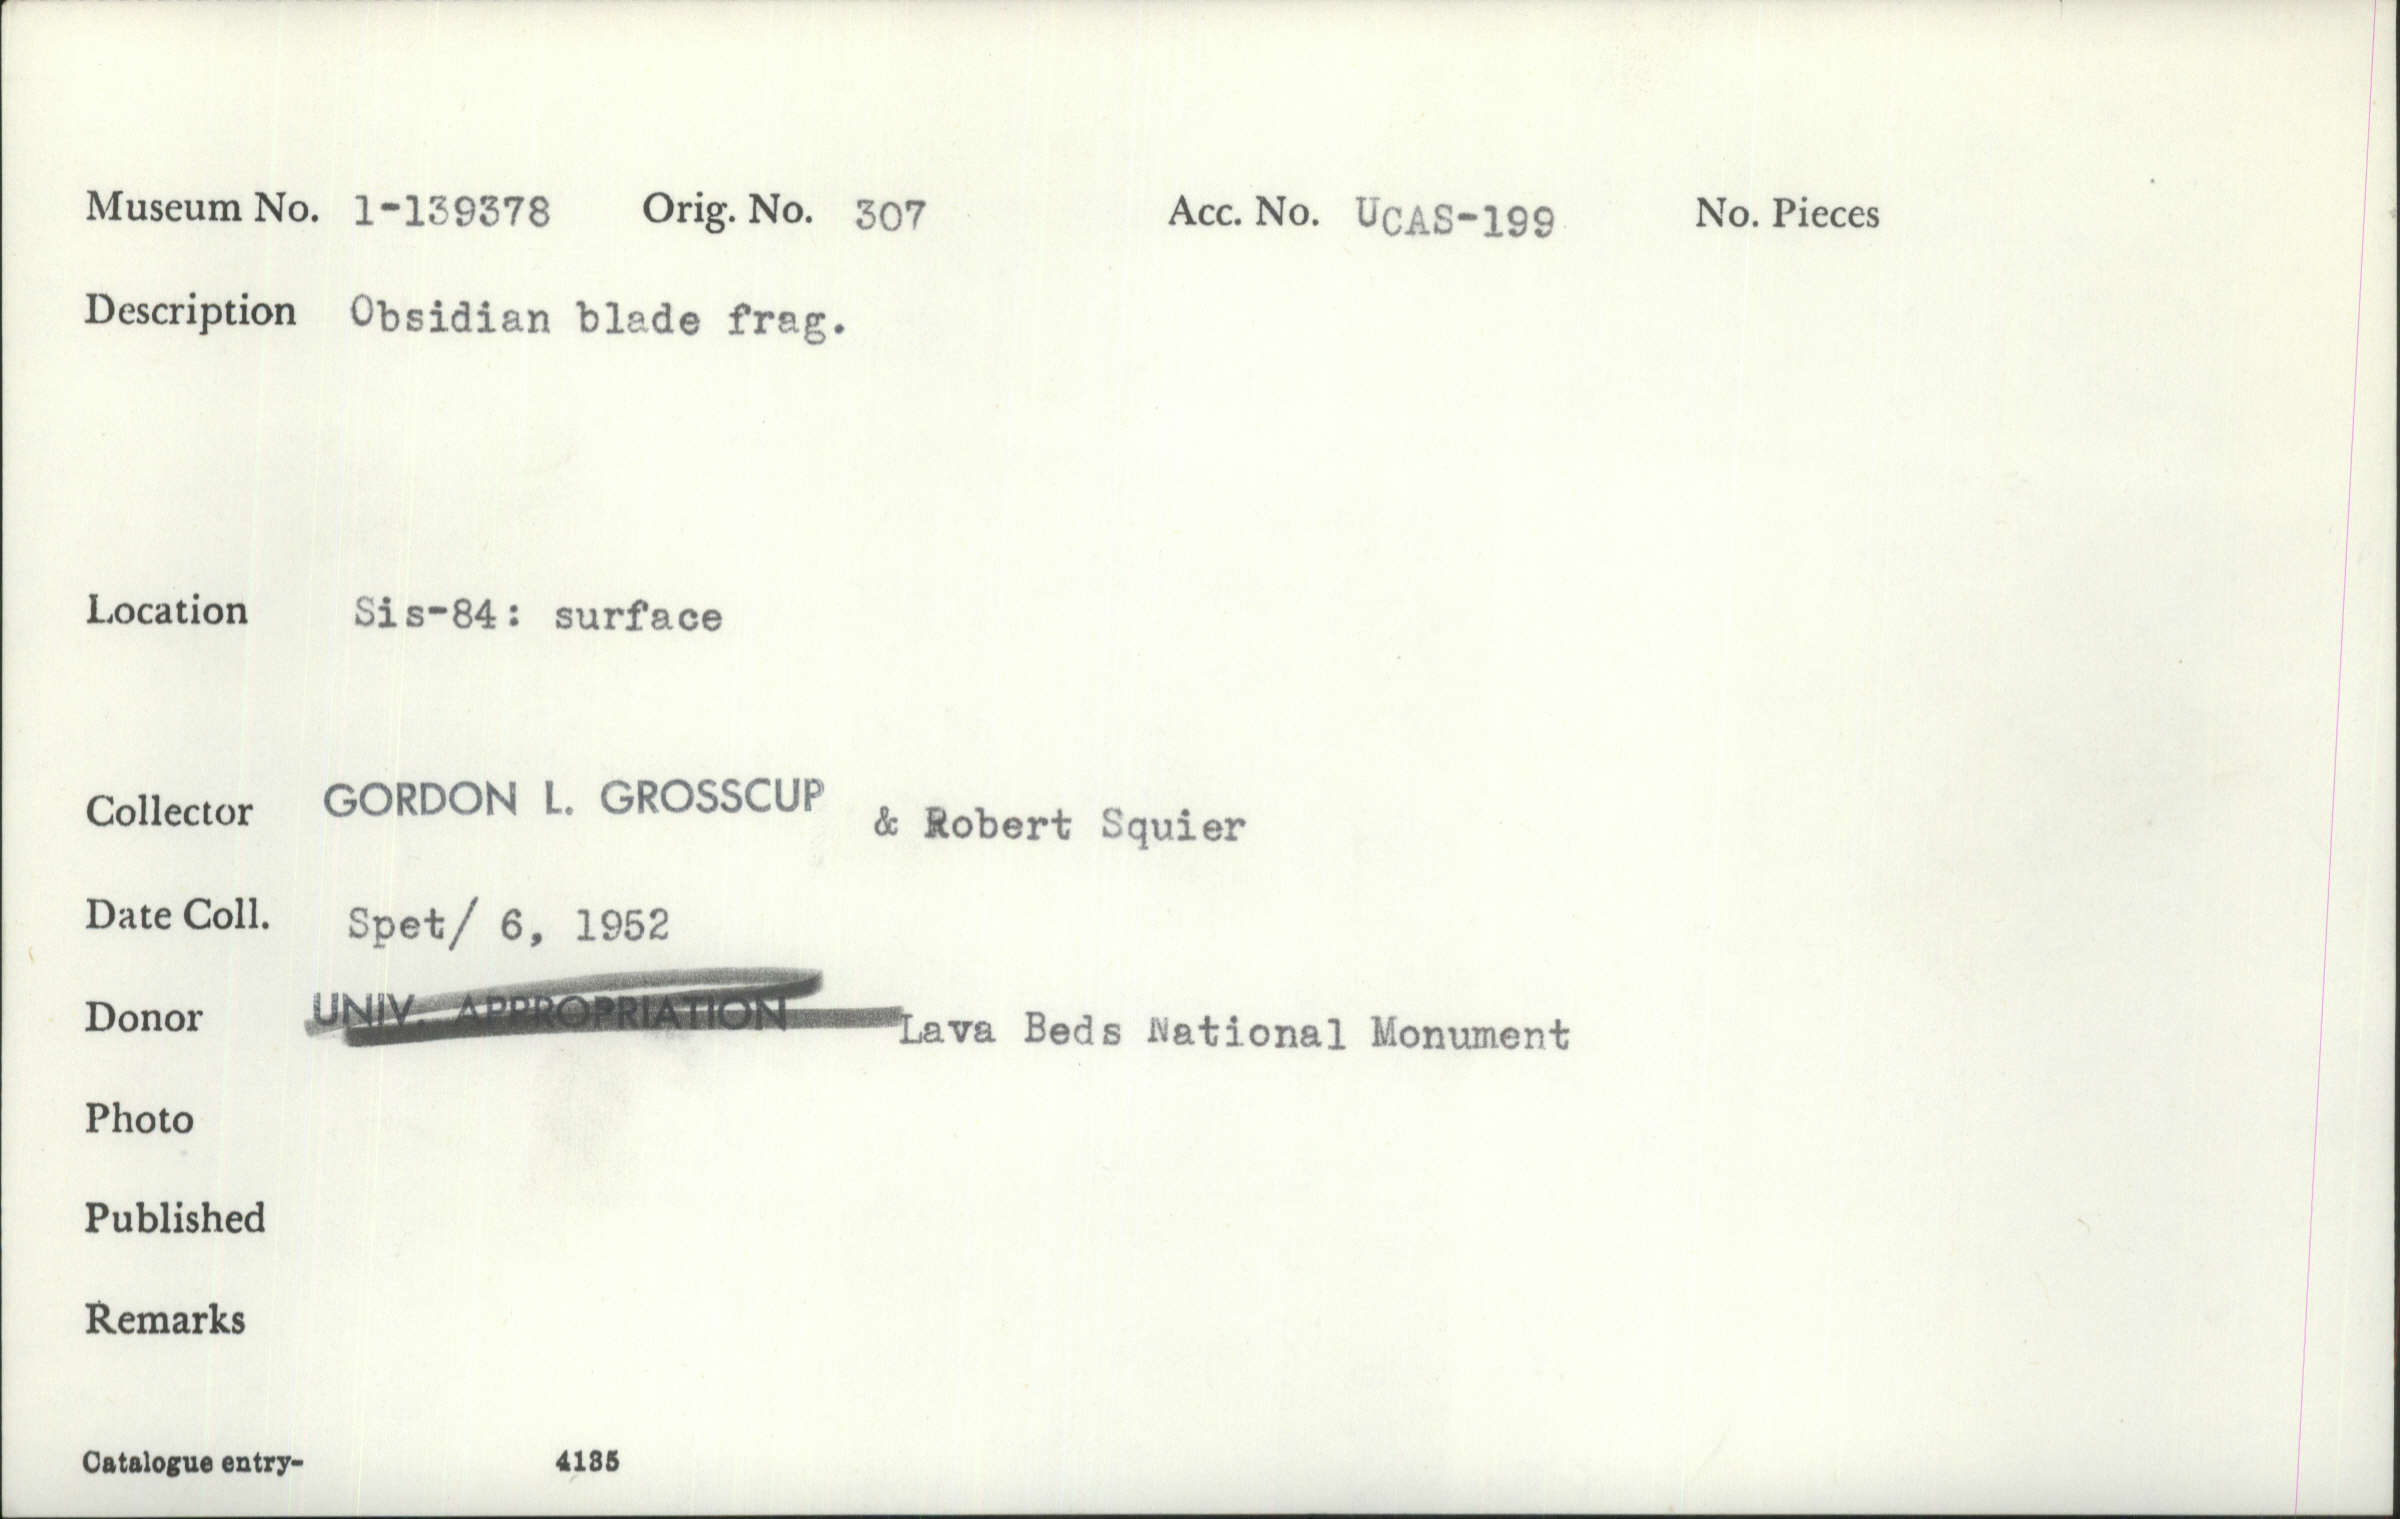 Museum No. 1-139378 Orig. No. 307 Acc. No. UCAS-199 No. Pieces
Description Obsidian blade frag.
Location Sis-84: surface
Collector GORDON L. GROSSCUP & Robert Squier
Date Coll. Spet/ 6, 1952
Donor UNIV. APPROPRIATION Lava Beds National Monument
Photo
Published
Remarks
Catalogue entry- 4135